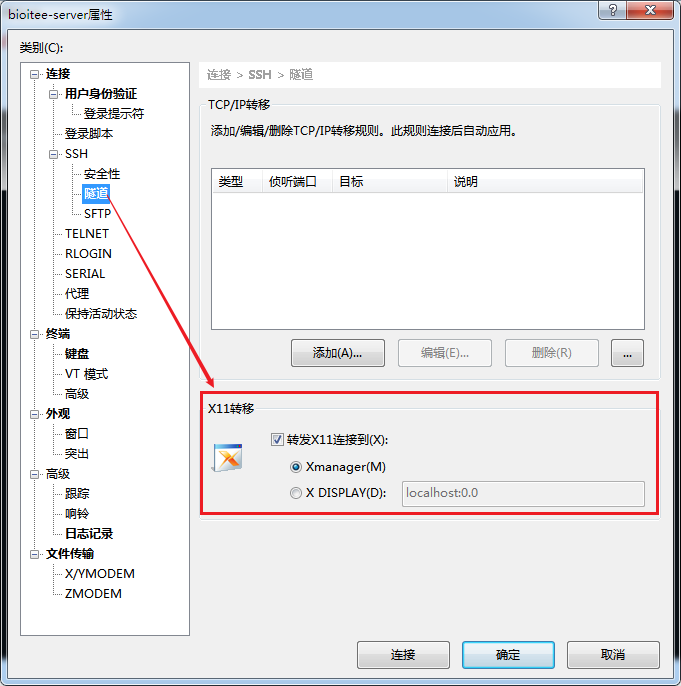 bioitee-server属性
类别(C):
连接
用户身份验证
登录提示符
登录脚本
SSH
安全性
隧道
SFTP
TELNET
RLOGIN
SERIAL
代理
保持活动状态
终端
键盘
VT 模式
高级
外观
窗口
突出
高级
跟踪
响铃
日志记录
文件传输
X/YMODEM
ZMODEM
连接 > SSH > 隧道
TCP/IP转移
添加/编辑/删除TCP/IP转移规则。此规则连接后自动应用。
类型 侦听端口 目标 说明
添加(A)... 编辑(E)... 删除(R) ...
X11转移
转发X11连接到(X):
Xmanager(M)
X DISPLAY(D): localhost:0.0
连接 确定 取消